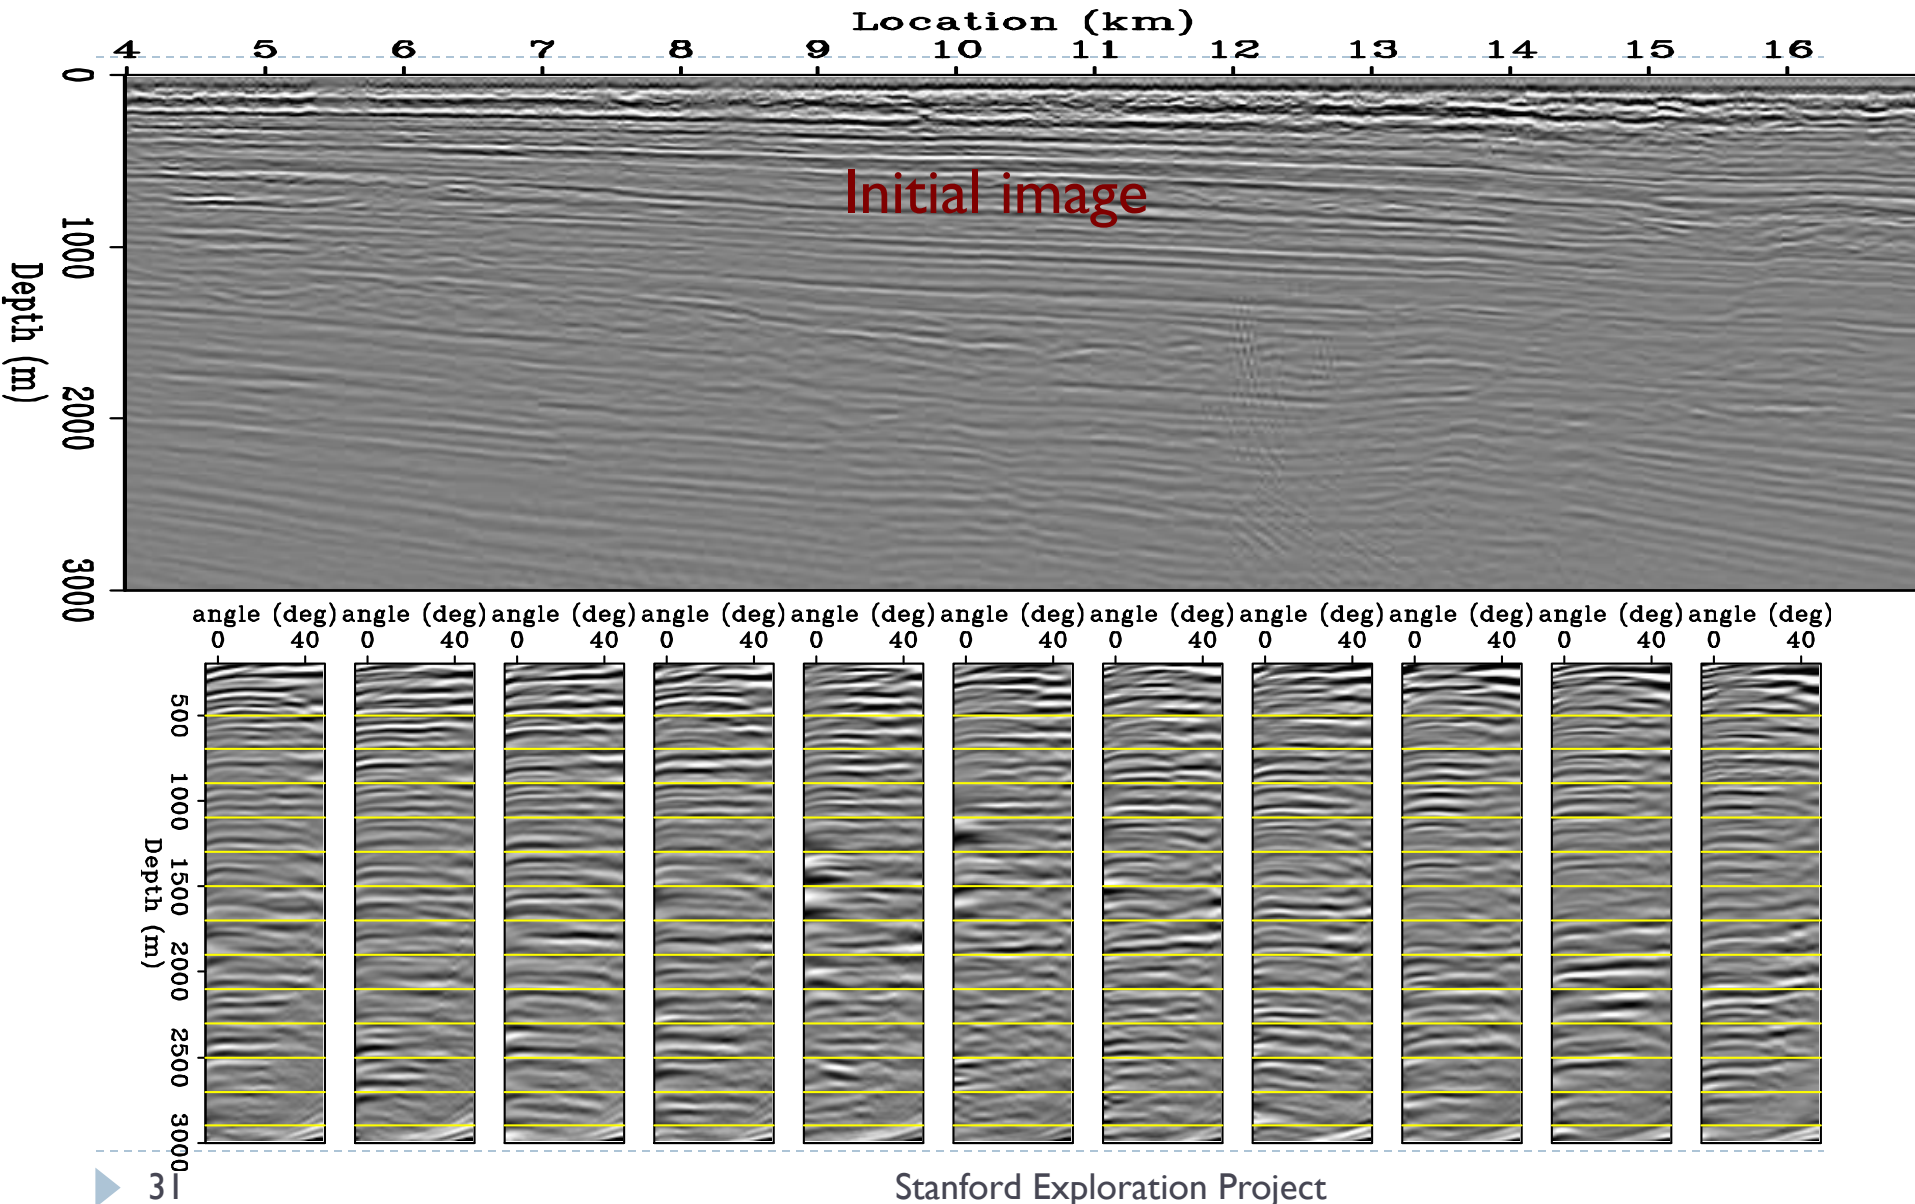 Location (km)
4 5 6 7 8 9 10 11 12 13 14 15 16
0
1000
2000
3000
Depth (m)
Initial image
angle (deg) angle (deg) angle (deg) angle (deg) angle (deg) angle (deg) angle (deg) angle (deg) angle (deg) angle (deg) angle (deg)
0 40 0 40 0 40 0 40 0 40 0 40 0 40 0 40 0 40 0 40 0 40
500
1000
1500
2000
2500
3000
Depth (m)
31 Stanford Exploration Project